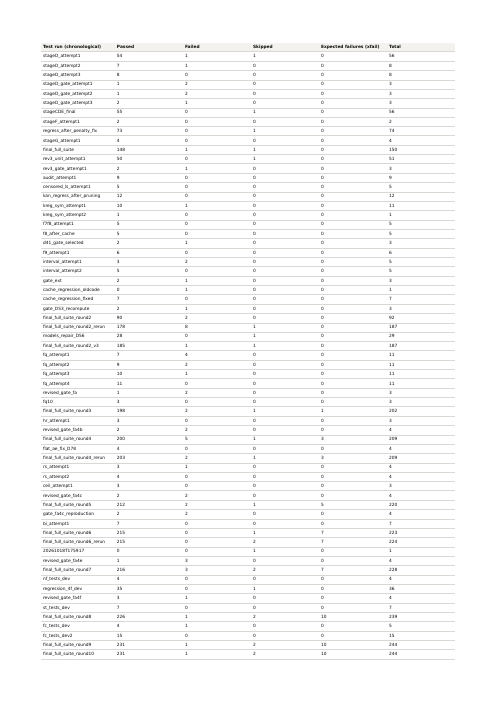 Test run (chronological) Passed Failed Skipped Expected failures (xfail) Total
stageD_attempt1 54 1 1 0 56
stageD_attempt2 7 1 0 0 8
stageD_attempt3 8 0 0 0 8
stageD_gate_attempt1 1 2 0 0 3
stageD_gate_attempt2 1 2 0 0 3
stageD_gate_attempt3 2 1 0 0 3
stageCDE_final 55 0 1 0 56
stageF_attempt1 2 0 0 0 2
regress_after_penalty_fix 73 0 1 0 74
stageG_attempt1 4 0 0 0 4
final_full_suite 148 1 1 0 150
rev3_unit_attempt1 50 0 1 0 51
rev3_gate_attempt1 2 1 0 0 3
audit_attempt1 9 0 0 0 9
censored_ls_attempt1 5 0 0 0 5
kan_regress_after_pruning 12 0 0 0 12
kreg_sym_attempt1 10 1 0 0 11
kreg_sym_attempt2 1 0 0 0 1
f7f8_attempt1 5 0 0 0 5
f8_after_cache 5 0 0 0 5
d41_gate_selected 2 1 0 0 3
f9_attempt1 6 0 0 0 6
interval_attempt1 3 2 0 0 5
interval_attempt2 5 0 0 0 5
gate_ext 2 1 0 0 3
cache_regression_oldcode 0 1 0 0 1
cache_regression_fixed 7 0 0 0 7
gate_D53_recompute 2 1 0 0 3
final_full_suite_round2 90 2 0 0 92
final_full_suite_round2_rerun 178 8 1 0 187
models_repair_D56 28 0 1 0 29
final_full_suite_round2_v3 185 1 1 0 187
fq_attempt1 7 4 0 0 11
fq_attempt2 9 2 0 0 11
fq_attempt3 10 1 0 0 11
fq_attempt4 11 0 0 0 11
revised_gate_fa 1 2 0 0 3
fq10 3 0 0 0 3
final_full_suite_round3 198 2 1 1 202
hr_attempt1 3 0 0 0 3
revised_gate_fa4b 2 2 0 0 4
final_full_suite_round4 200 5 1 3 209
flat_ae_fix_D78 4 0 0 0 4
final_full_suite_round4_rerun 203 2 1 3 209
rs_attempt1 3 1 0 0 4
rs_attempt2 4 0 0 0 4
ceil_attempt1 3 0 0 0 3
revised_gate_fa4c 2 2 0 0 4
final_full_suite_round5 212 2 1 5 220
gate_fa4c_reproduction 2 2 0 0 4
bi_attempt1 7 0 0 0 7
final_full_suite_round6 215 0 1 7 223
final_full_suite_round6_rerun 215 0 2 7 224
20261018T175917 0 0 1 0 1
revised_gate_fa4e 1 3 0 0 4
final_full_suite_round7 216 3 2 7 228
nf_tests_dev 4 0 0 0 4
regression_df_dev 35 0 1 0 36
revised_gate_fa4f 3 1 0 0 4
st_tests_dev 7 0 0 0 7
final_full_suite_round8 226 1 2 10 239
fc_tests_dev 4 1 0 0 5
fc_tests_dev2 15 0 0 0 15
final_full_suite_round9 231 1 2 10 244
final_full_suite_round10 231 1 2 10 244